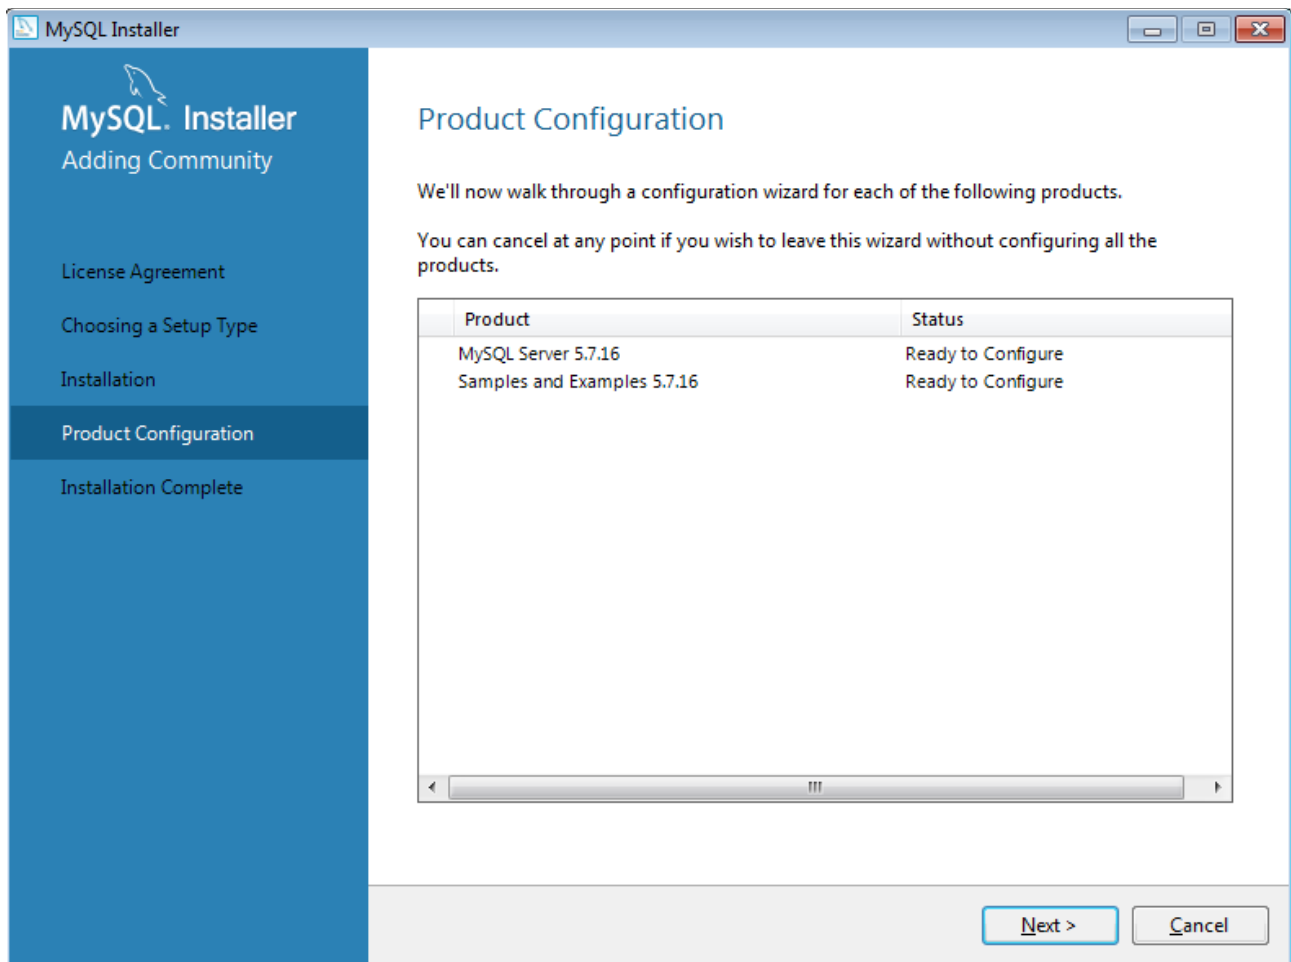 MySQL Installer
MySQL. Installer
Adding Community
License Agreement
Choosing a Setup Type
Installation
Product Configuration
Installation Complete
Product Configuration
We'll now walk through a configuration wizard for each of the following products.
You can cancel at any point if you wish to leave this wizard without configuring all the
products.
Product Status
MySQL Server 5.7.16 Ready to Configure
Samples and Examples 5.7.16 Ready to Configure
Next > Cancel